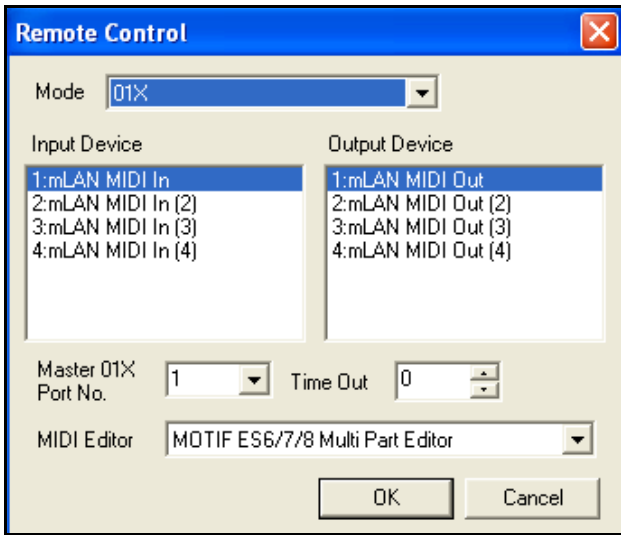 Remote Control
Mode 01X
Input Device
1:mLAN MIDI In
2:mLAN MIDI In (2)
3:mLAN MIDI In (3)
4:mLAN MIDI In (4)
Output Device
1:mLAN MIDI Out
2:mLAN MIDI Out (2)
3:mLAN MIDI Out (3)
4:mLAN MIDI Out (4)
Master 01X
Port No.
1
Time Out 0
MIDI Editor MOTIF ES6/7/8 Multi Part Editor
OK Cancel